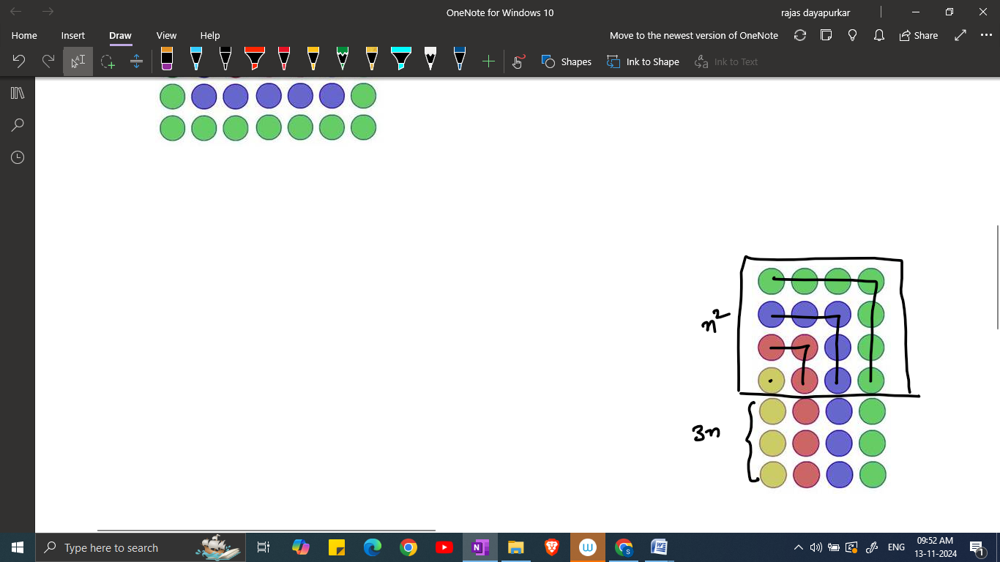 OneNote for Windows 10
rajas dayapurkar
Home Insert Draw View Help
Move to the newest version of OneNote
Share
Shapes
Ink to Shape
Ink to Text
n²
3n
Type here to search
ENG
09:52 AM
13-11-2024
1